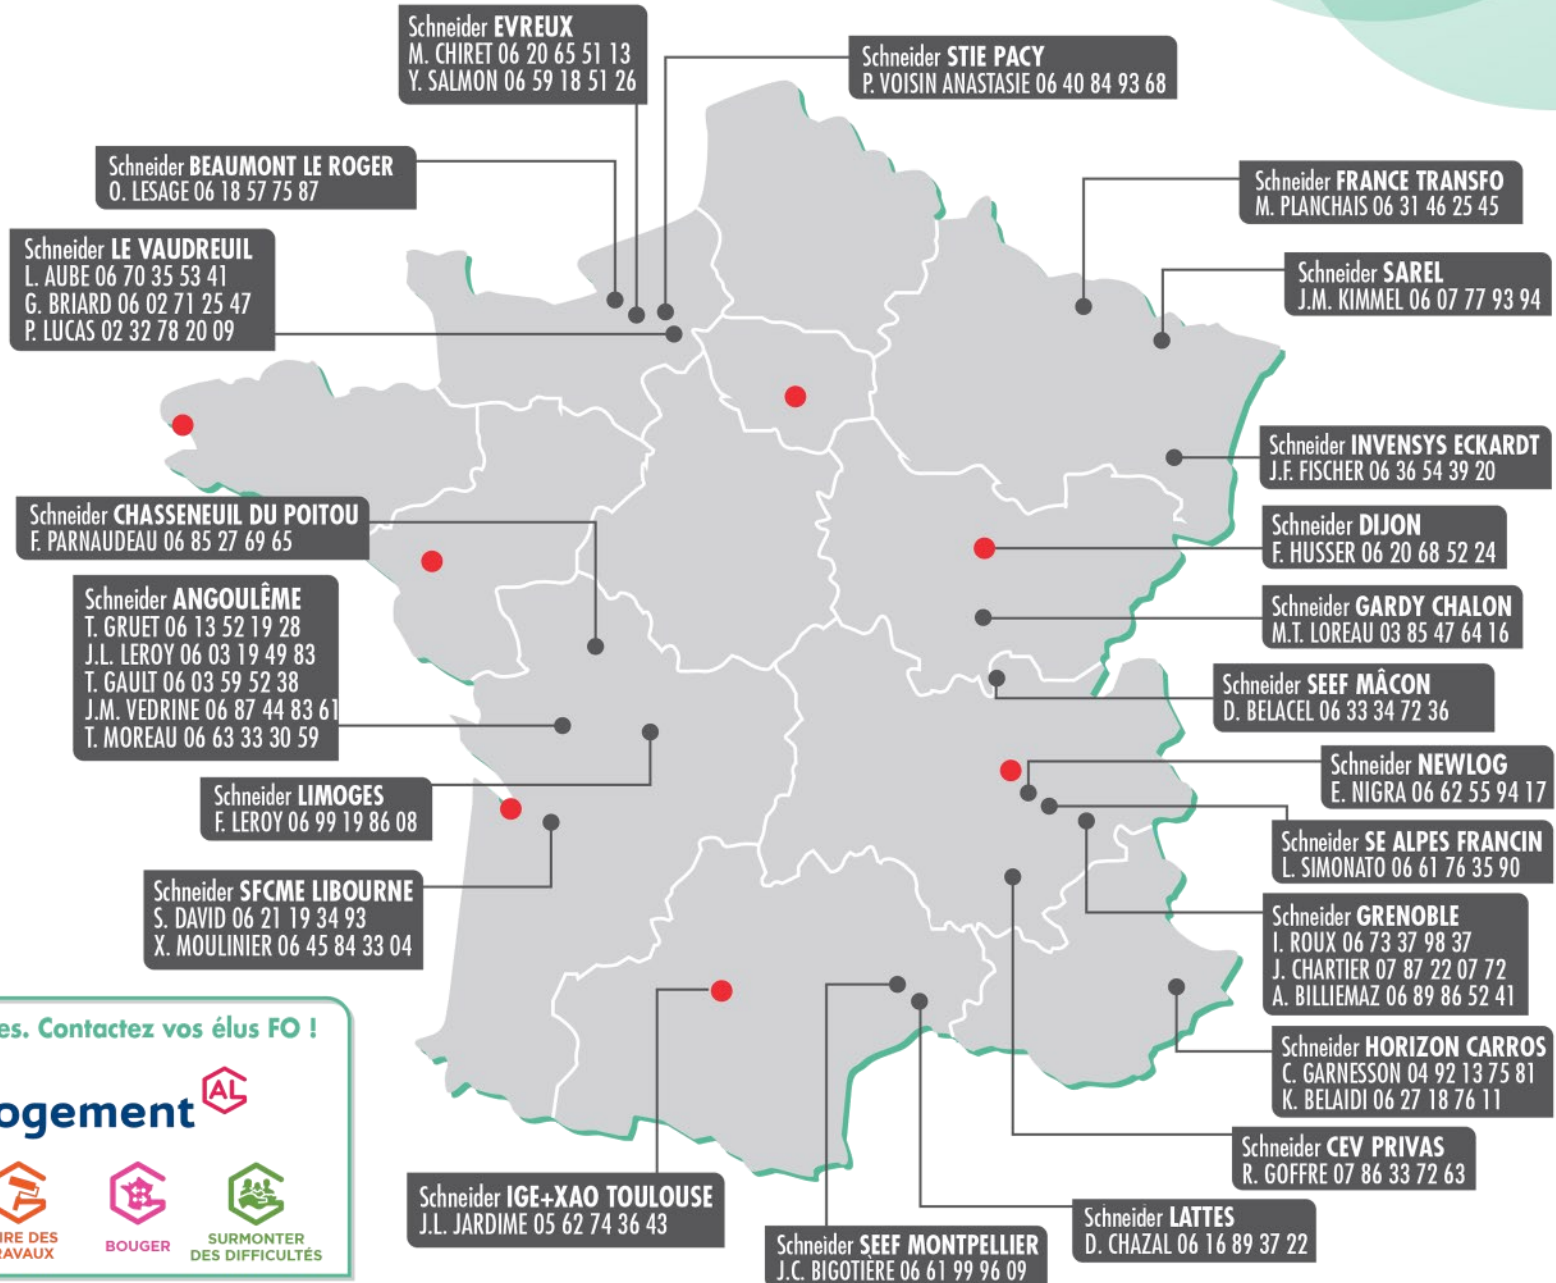 Schneider EVREUX
M. CHIRET 06 20 65 51 13
Y. SALMON 06 59 18 51 26
Schneider STIE PACY
P. VOISIN ANASTASIE 06 40 84 93 68
Schneider BEAUMONT LE ROGER
O. LESAGE 06 18 57 75 87
Schneider FRANCE TRANSFO
M. PLANCHAIS 06 31 46 25 45
Schneider LE VAUDREUIL
L. AUBE 06 70 35 53 41
G. BRIARD 06 02 71 25 47
P. LUCAS 02 32 78 20 09
Schneider SAREL
J.M. KIMMEL 06 07 77 93 94
Schneider INVENSYS ECKARDT
J.F. FISCHER 06 36 54 39 20
Schneider CHASSENEUIL DU POITOU
F. PARNAUDEAU 06 85 27 69 65
Schneider DIJON
F. HUSSER 06 20 68 52 24
Schneider ANGOULÊME
T. GRUET 06 13 52 19 28
J.L. LEROY 06 03 19 49 83
T. GAULT 06 03 59 52 38
J.M. VEDRINE 06 87 44 83 61
T. MOREAU 06 63 33 30 59
Schneider GARDY CHALON
M.T. LOREAU 03 85 47 64 16
Schneider SEEF MÂCON
D. BELACEL 06 33 34 72 36
Schneider NEWLOG
E. NIGRA 06 62 55 94 17
Schneider LIMOGES
F. LEROY 06 99 19 86 08
Schneider SE ALPES FRANCIN
L. SIMONATO 06 61 76 35 90
Schneider SFCME LIBOURNE
S. DAVID 06 21 19 34 93
X. MOULINIER 06 45 84 33 04
Schneider GRENOBLE
I. ROUX 06 73 37 98 37
J. CHARTIER 07 87 22 07 72
A. BILLIEMAZ 06 89 86 52 41
es. Contactez vos élus FO !
ogement AL
IRE DES
RAVAUX
BOUGER
SURMONTER
DES DIFFICULTÉS
Schneider HORIZON CARROS
C. GARNESSON 04 92 13 75 81
K. BELAIDI 06 27 18 76 11
Schneider CEV PRIVAS
R. GOFFRE 07 86 33 72 63
Schneider IGE+XAO TOULOUSE
J.L. JARDIME 05 62 74 36 43
Schneider LATTES
D. CHAZAL 06 16 89 37 22
Schneider SEEF MONTPELLIER
J.C. BIGOTIÈRE 06 61 99 96 09